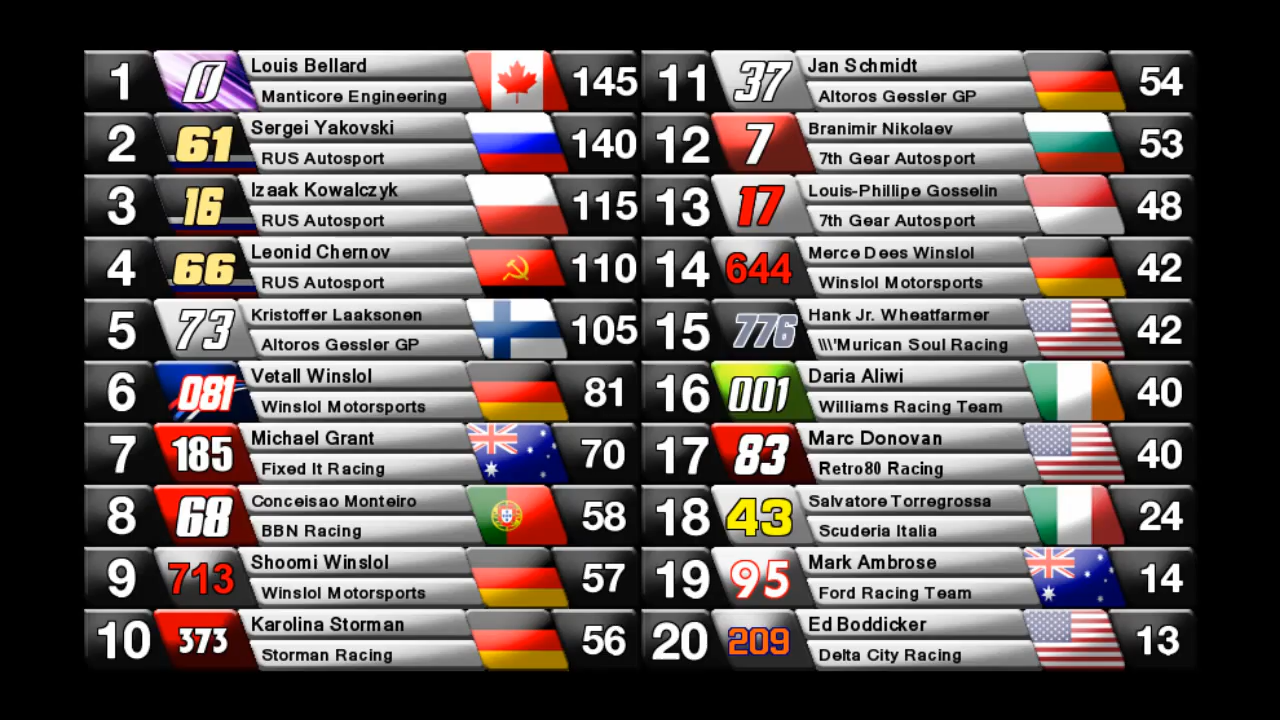 1 0 Louis Bellard 145
Manticore Engineering
2 61 Sergei Yakovski 140
RUS Autosport
3 16 Izaak Kowalczyk 115
RUS Autosport
4 66 Leonid Chernov 110
RUS Autosport
5 73 Kristoffer Laaksonen 105
Altoros Gessler GP
6 081 Vetall Winslol 81
Winslol Motorsports
7 185 Michael Grant 70
Fixed It Racing
8 68 Conceisao Monteiro 58
BBN Racing
9 713 Shoomi Winslol 57
Winslol Motorsports
10 373 Karolina Storman 56
Storman Racing
11 37 Jan Schmidt 54
Altoros Gessler GP
12 7 Branimir Nikolaev 53
7th Gear Autosport
13 17 Louis-Phillipe Gosselin 48
7th Gear Autosport
14 644 Merce Dees Winslol 42
Winslol Motorsports
15 776 Hank Jr. Wheatfarmer 42
\\\'Murican Soul Racing
16 001 Daria Aliwi 40
Williams Racing Team
17 83 Marc Donovan 40
Retro80 Racing
18 43 Salvatore Torregrossa 24
Scuderia Italia
19 95 Mark Ambrose 14
Ford Racing Team
20 209 Ed Boddicker 13
Delta City Racing